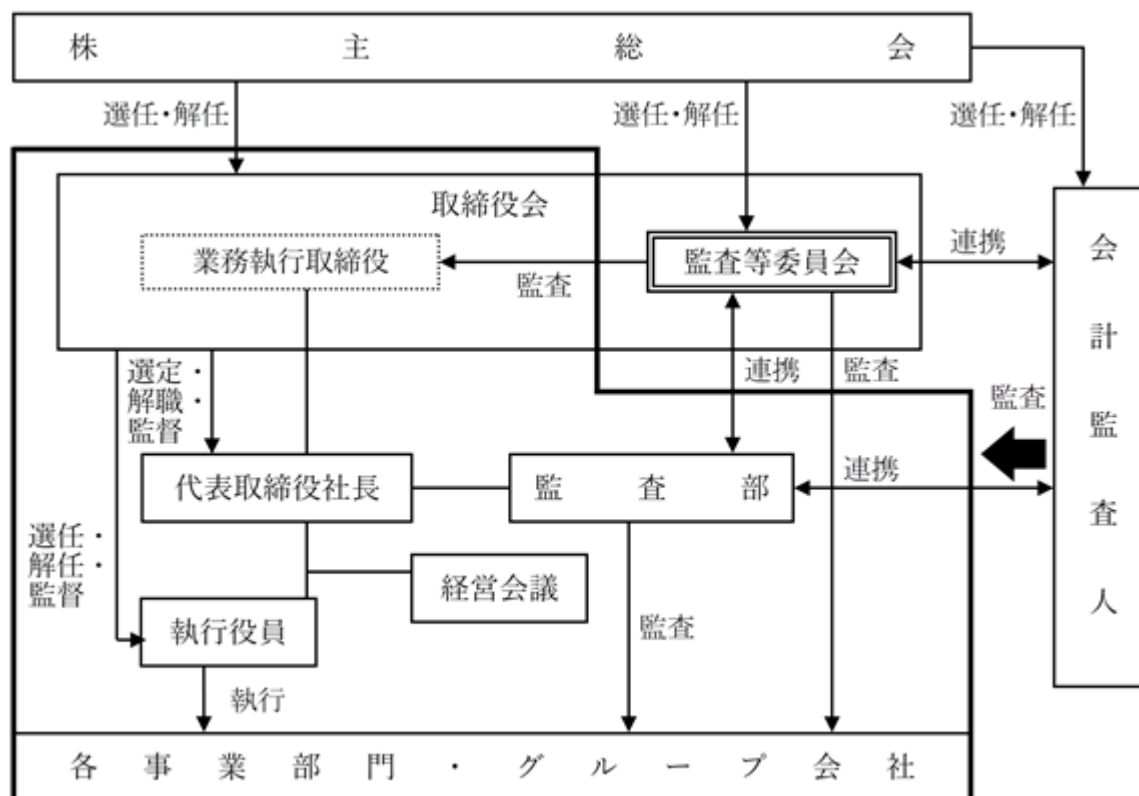 株主総会
選任・解任
選任・解任
選任・解任
取締役会
業務執行取締役
監査
監査等委員会
連携
会計監査人
選定・
解職・
監督
連携
監査
監査
代表取締役社長
監査部
連携
選任・
解任・
監督
経営会議
執行役員
監査
執行
各事業部門・グループ会社